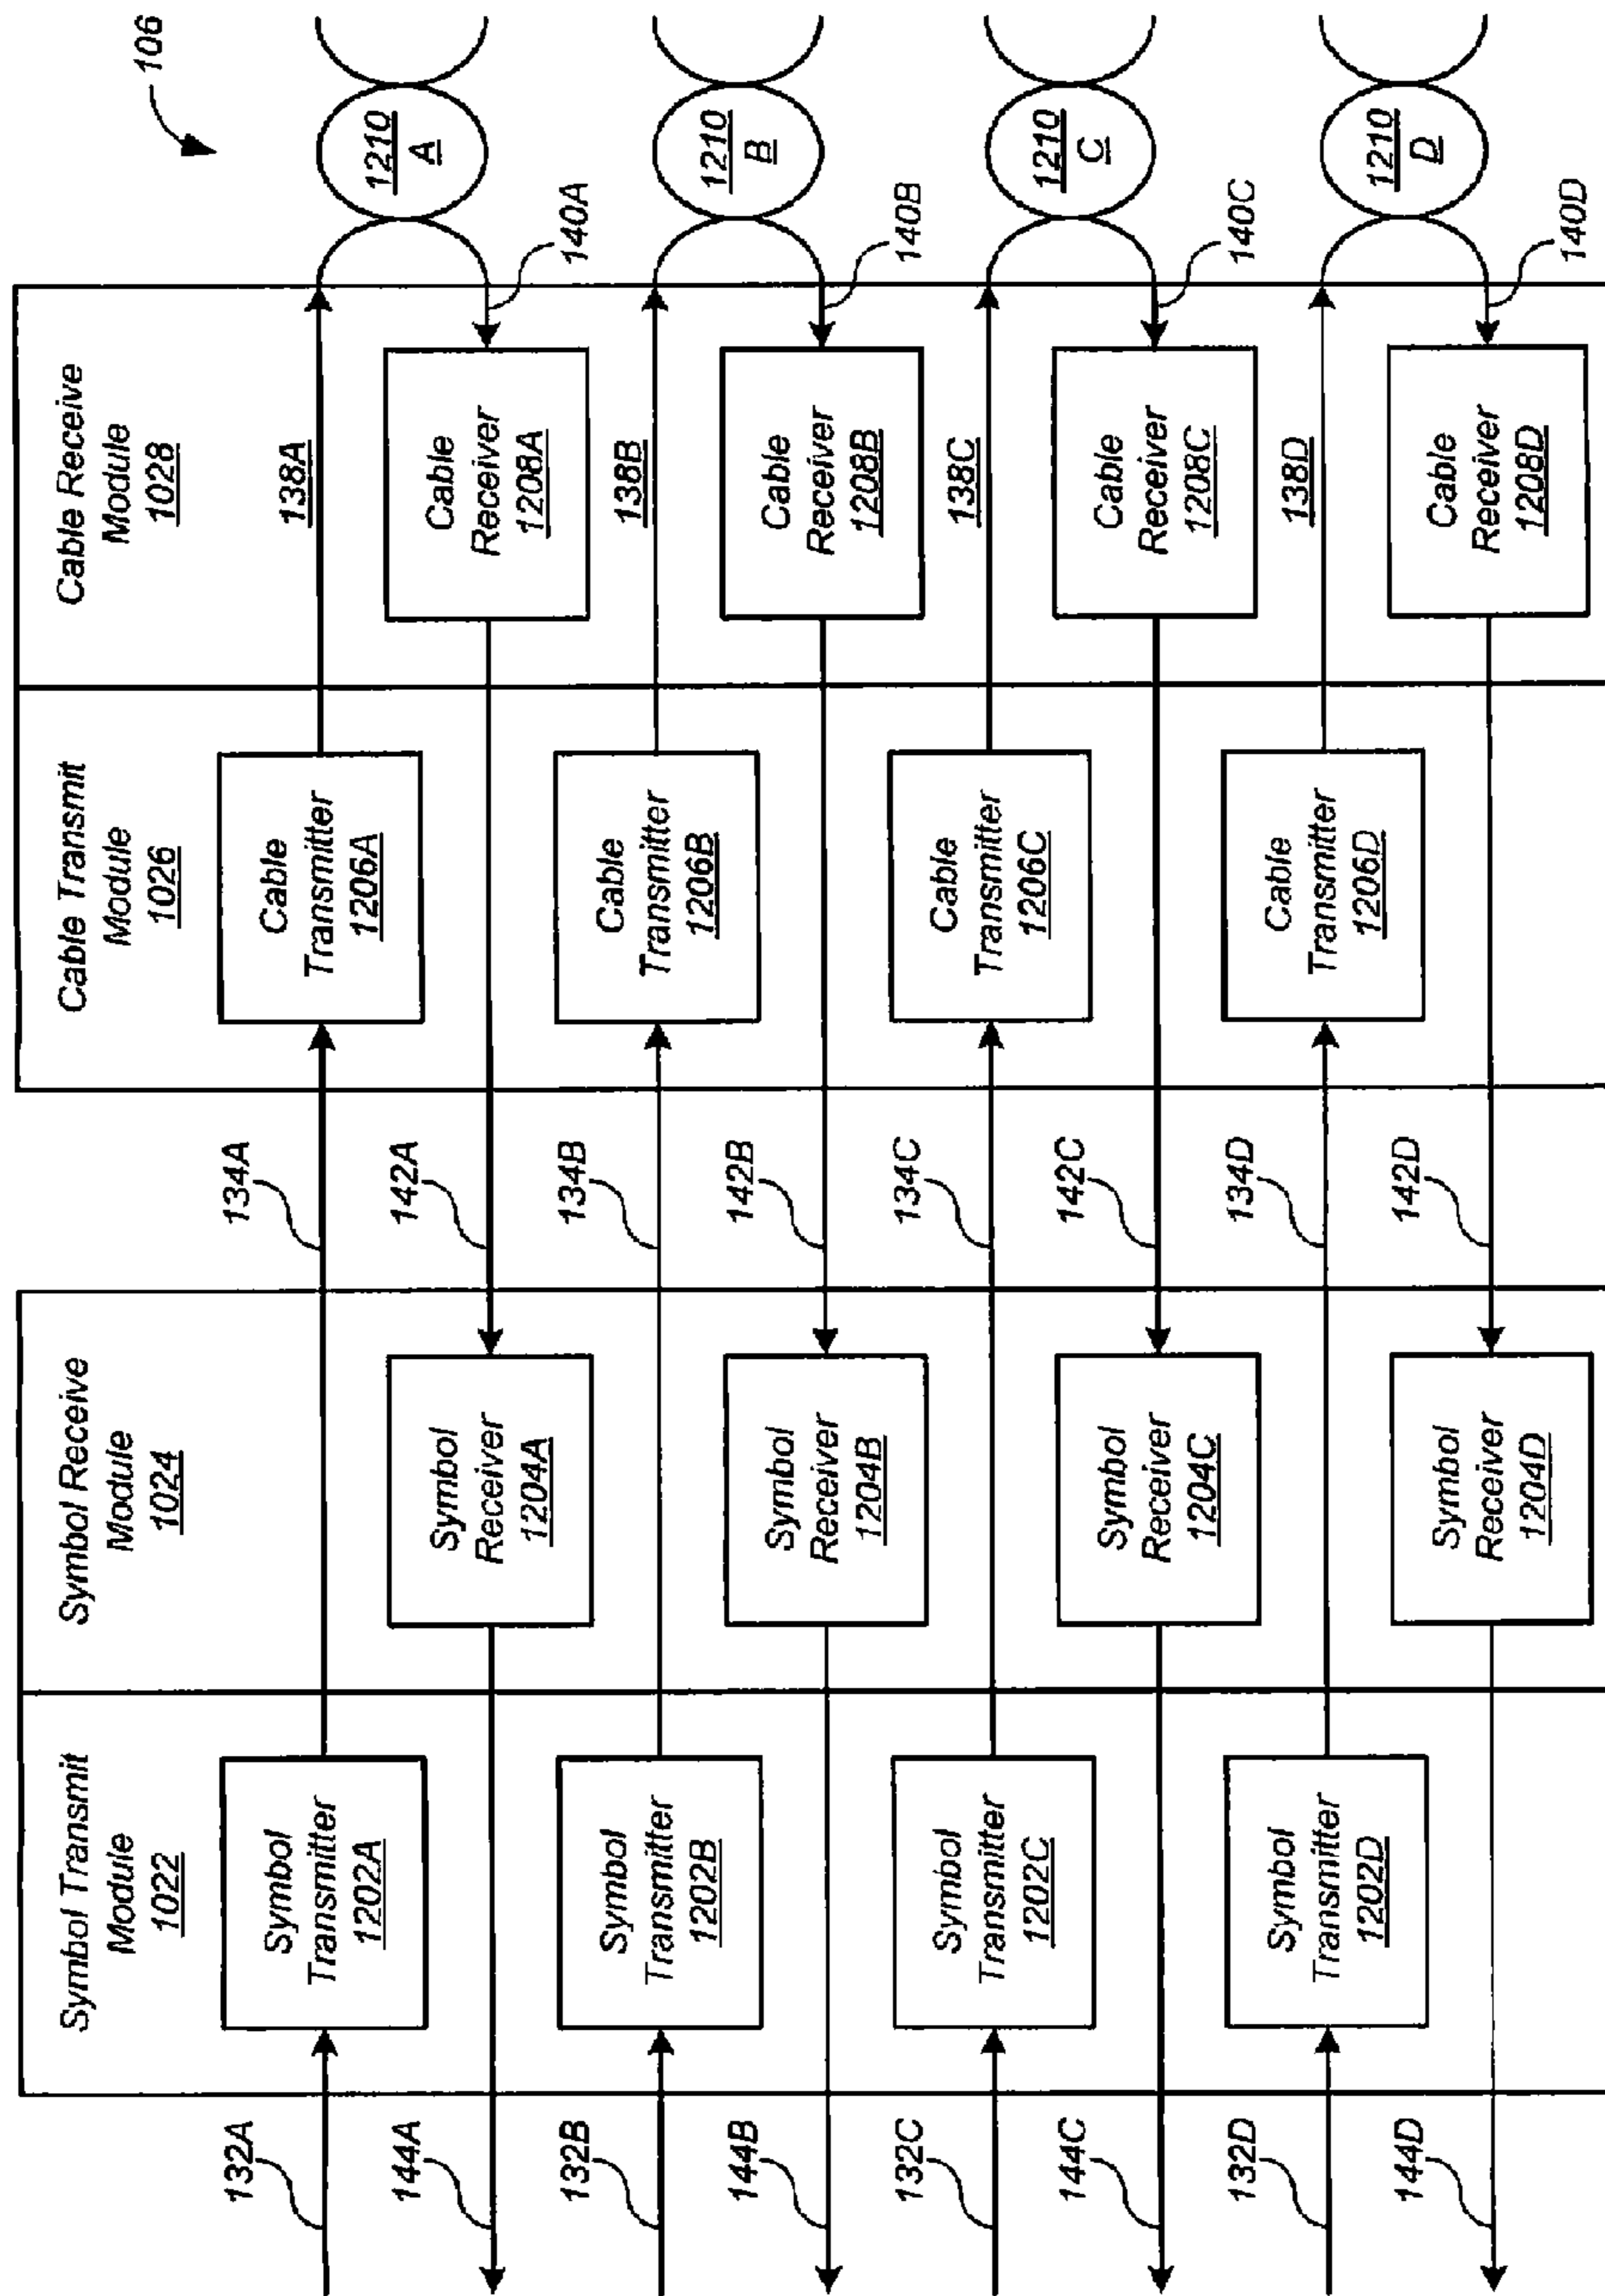 106
Symbol Transmit
Module
1022
Symbol Receive
Module
1024
Cable Transmit
Module
1026
Cable Receive
Module
1028
132A
Symbol
Transmitter
1202A
134A
Cable
Transmitter
1206A
138A
1210
A
144A
Symbol
Receiver
1204A
142A
Cable
Receiver
1208A
140A
132B
Symbol
Transmitter
1202B
134B
Cable
Transmitter
1206B
138B
1210
B
144B
Symbol
Receiver
1204B
142B
Cable
Receiver
1208B
140B
132C
Symbol
Transmitter
1202C
134C
Cable
Transmitter
1206C
138C
1210
C
144C
Symbol
Receiver
1204C
142C
Cable
Receiver
1208C
140C
132D
Symbol
Transmitter
1202D
134D
Cable
Transmitter
1206D
138D
1210
D
144D
Symbol
Receiver
1204D
142D
Cable
Receiver
1208D
140D